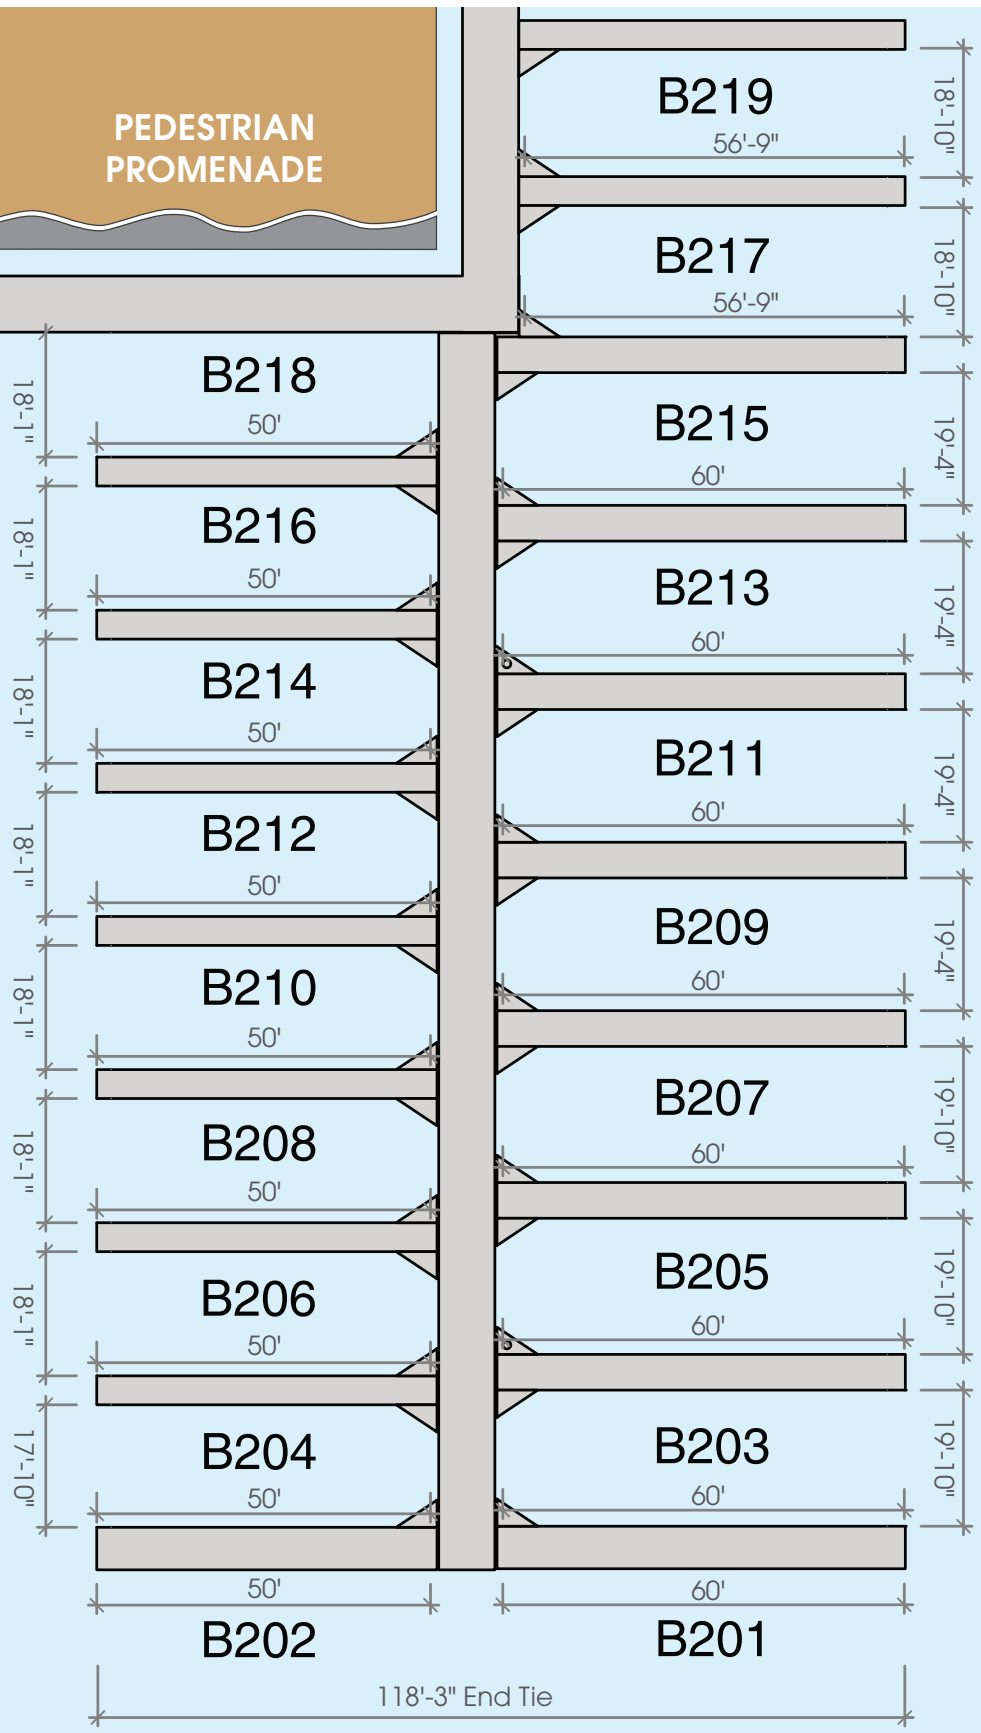 PEDESTRIAN
PROMENADE
B219
56'-9"
18'-10"
B217
56'-9"
18'-10"
B218
50'
18'-1"
B215
60'
19'-4"
B216
50'
18'-1"
B213
60'
19'-4"
B214
50'
18'-1"
B211
60'
19'-4"
B212
50'
18'-1"
B209
60'
19'-4"
B210
50'
18'-1"
B207
60'
19'-10"
B208
50'
18'-1"
B205
60'
19'-10"
B206
50'
18'-1"
B203
60'
19'-10"
B204
50'
17'-10"
50'
60'
B202
B201
118'-3" End Tie